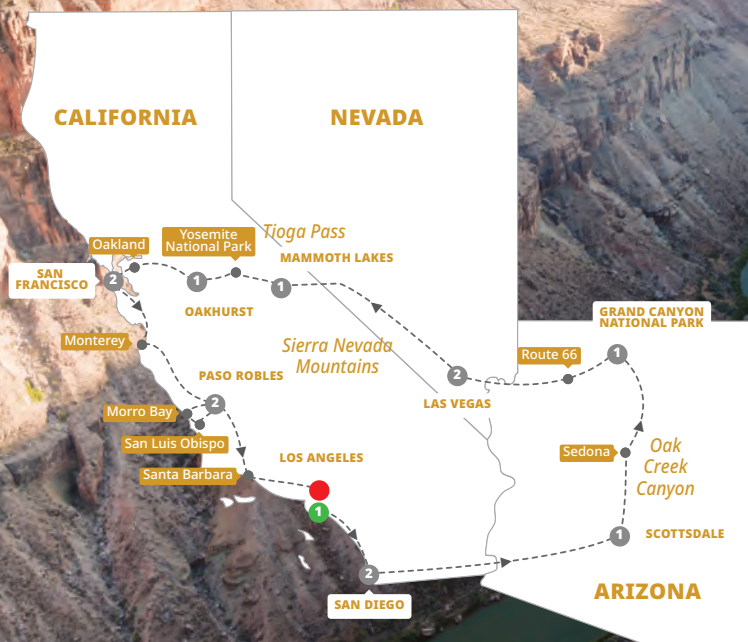 CALIFORNIA
NEVADA
Oakland
Yosemite
National Park
Tioga Pass
MAMMOTH LAKES
SAN
FRANCISCO
2
1
1
OAKHURST
GRAND CANYON
NATIONAL PARK
Monterey
Sierra Nevada
Mountains
Route 66
1
PASO ROBLES
2
LAS VEGAS
2
Morro Bay
San Luis Obispo
Santa Barbara
LOS ANGELES
1
Sedona
Oak
Creek
Canyon
1
SCOTTSDALE
2
SAN DIEGO
ARIZONA